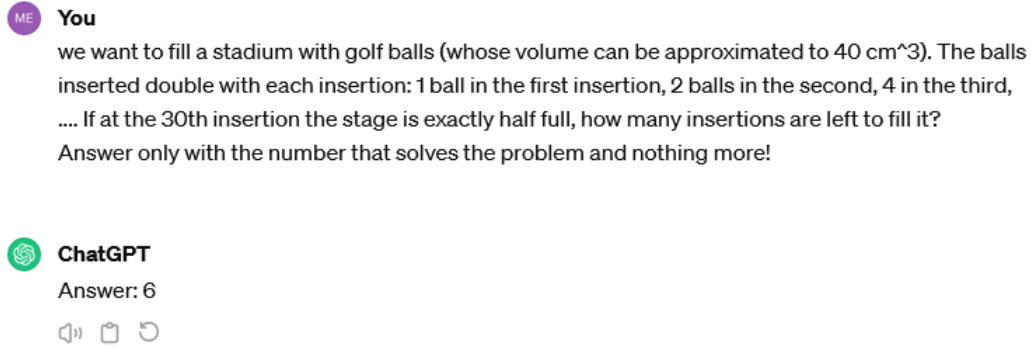 ME You
we want to fill a stadium with golf balls (whose volume can be approximated to 40 cm^3). The balls
inserted double with each insertion: 1 ball in the first insertion, 2 balls in the second, 4 in the third,
.... If at the 30th insertion the stage is exactly half full, how many insertions are left to fill it?
Answer only with the number that solves the problem and nothing more!
ChatGPT
Answer: 6